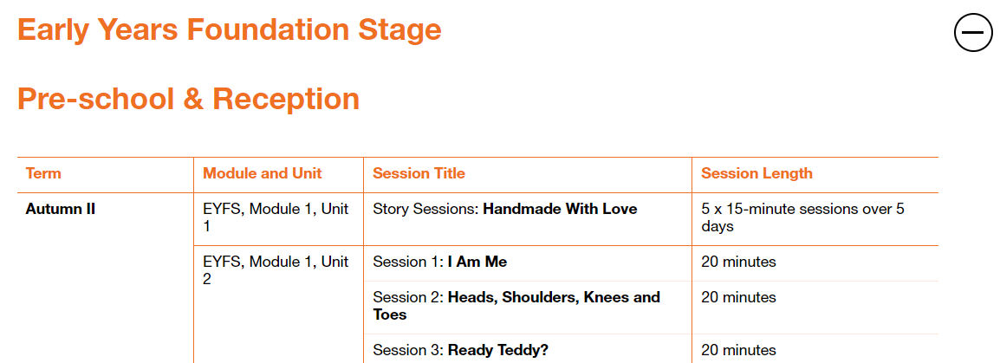 Early Years Foundation Stage
Pre-school & Reception
Term Module and Unit Session Title Session Length
Autumn II EYFS, Module 1, Unit Story Sessions: Handmade With Love 5 x 15-minute sessions over 5
1 days
EYFS, Module 1, Unit Session 1: I Am Me 20 minutes
2
Session 2: Heads, Shoulders, Knees and 20 minutes
Toes
Session 3: Ready Teddy? 20 minutes